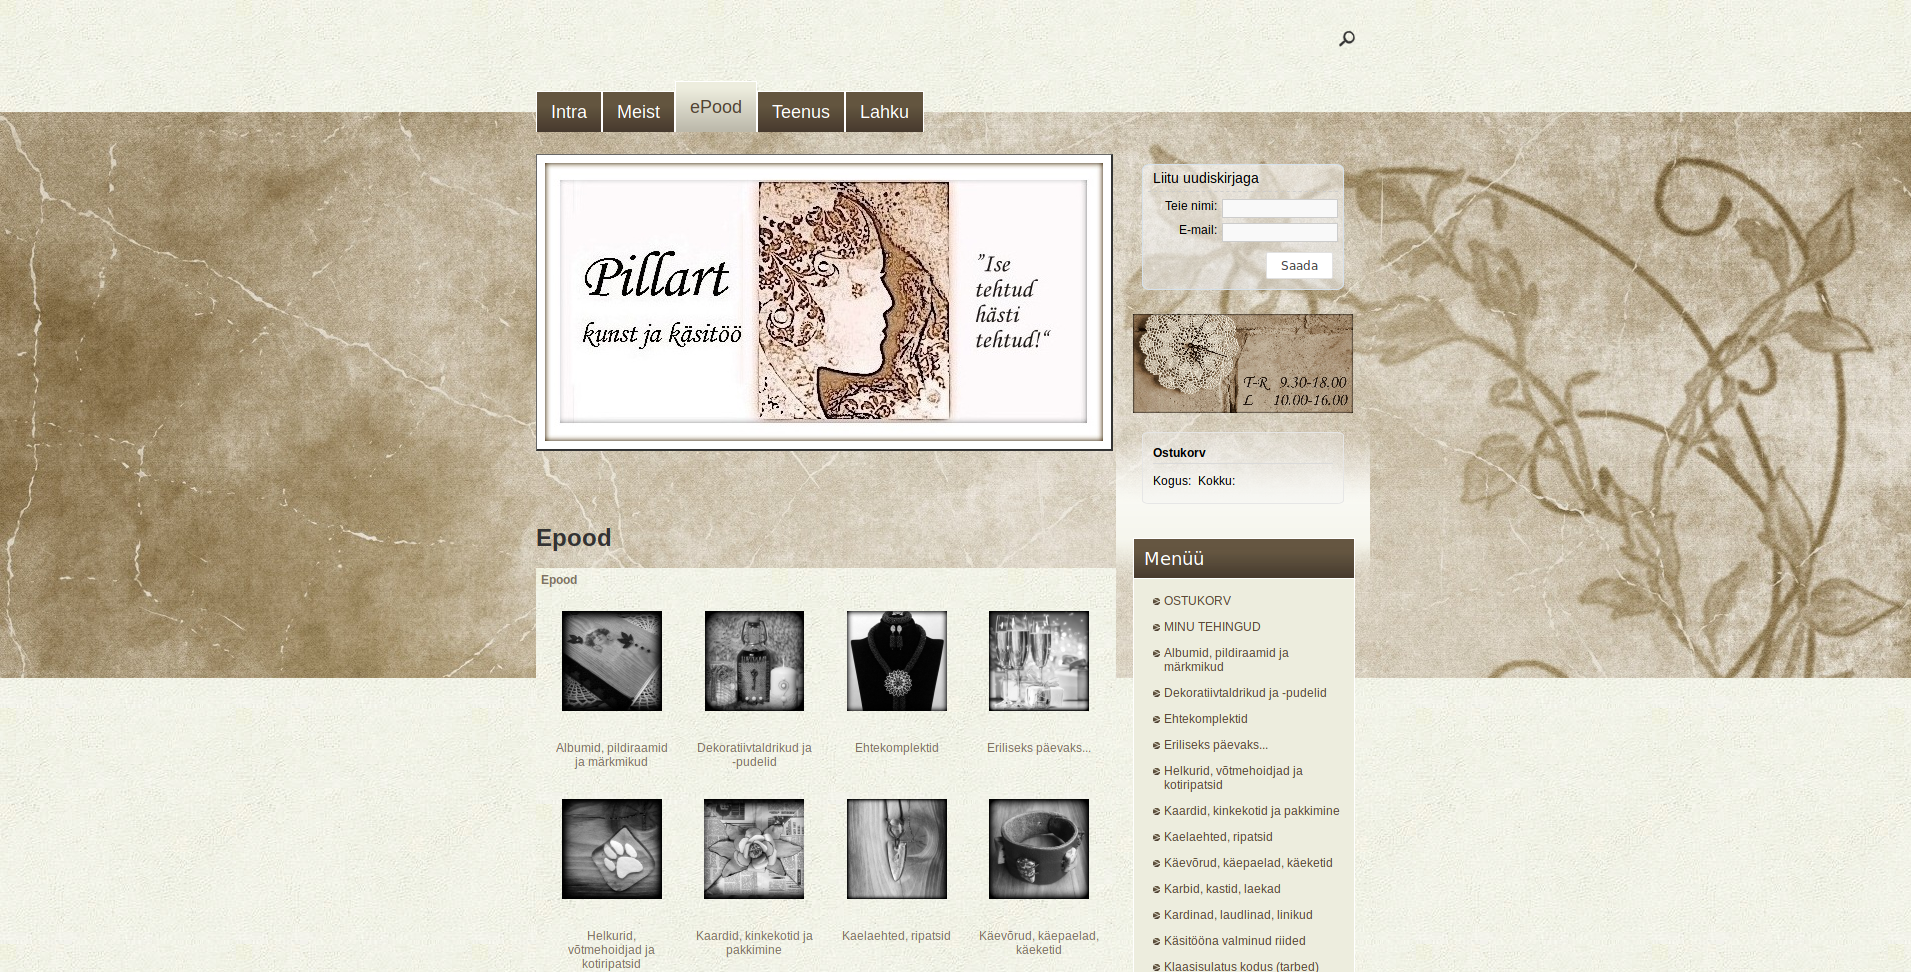 Intra
Meist
ePood
Teenus
Lahku
Pillart
kunst ja käsitöö
"Ise
tehtud
hästi
tehtud!"
Liitu uudiskirjaga
Teie nimi:
E-mail:
Saada
T-R 9.30-18.00
L 10.00-16.00
Ostukorv
Kogus: Kokku:
Epood
Epood
Albumid, pildiraamid
ja märkmikud
Dekoratiivtaldrikud ja
-pudelid
Ehtekomplektid
Eriliseks päevaks...
Helkurid,
võtmehoidjad ja
kotiripatsid
Kaardid, kinkekotid ja
pakkimine
Kaelaehted, ripatsid
Käevõrud, käepaelad,
käeketid
Menüü
OSTUKORV
MINU TEHINGUD
Albumid, pildiraamid ja
märkmikud
Dekoratiivtaldrikud ja -pudelid
Ehtekomplektid
Eriliseks päevaks...
Helkurid, võtmehoidjad ja
kotiripatsid
Kaardid, kinkekotid ja pakkimine
Kaelaehted, ripatsid
Käevõrud, käepaelad, käeketid
Karbid, kastid, laekad
Kardinad, laudlinad, linikud
Käsitööna valminud riided
Klaasisulatus kodus (tarbed)